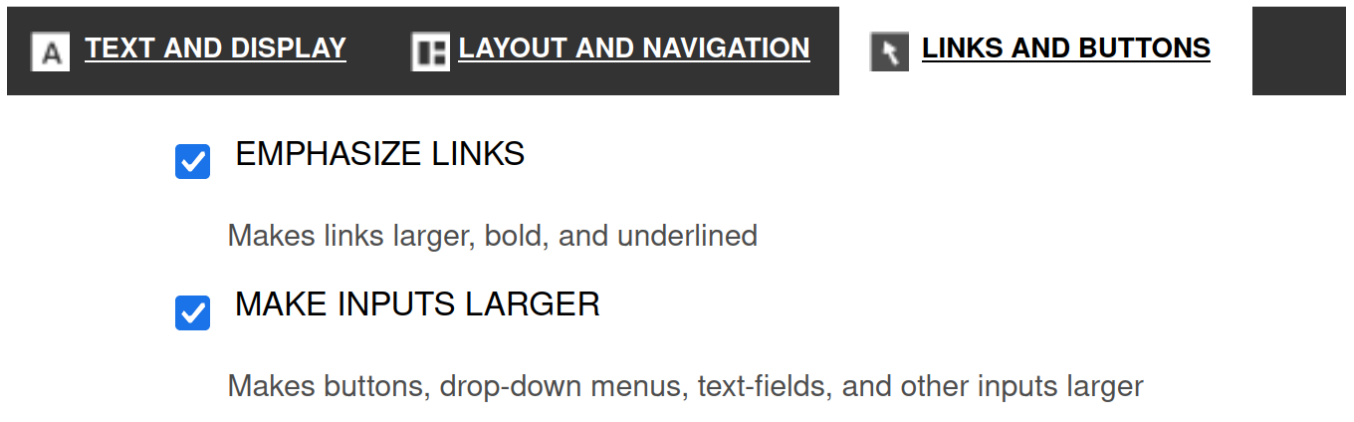 TEXT AND DISPLAY LAYOUT AND NAVIGATION LINKS AND BUTTONS
EMPHASIZE LINKS
Makes links larger, bold, and underlined
MAKE INPUTS LARGER
Makes buttons, drop-down menus, text-fields, and other inputs larger